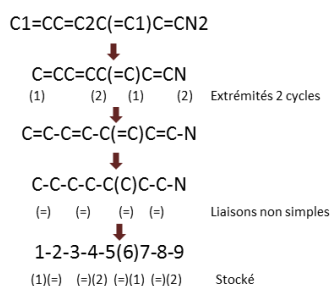 C1=CC=C2C(=C1)C=CN2
C=CC=CC(=C)C=CN
(1) (2) (1) (2) Extrémités 2 cycles
C=C-C=C-C(=C)C=C-N
C-C-C-C-C(C)C-C-N
(=) (=) (=) (=) Liaisons non simples
1-2-3-4-5(6)7-8-9
(1)(=) (=)(2) (=)(1) (=)(2) Stocké